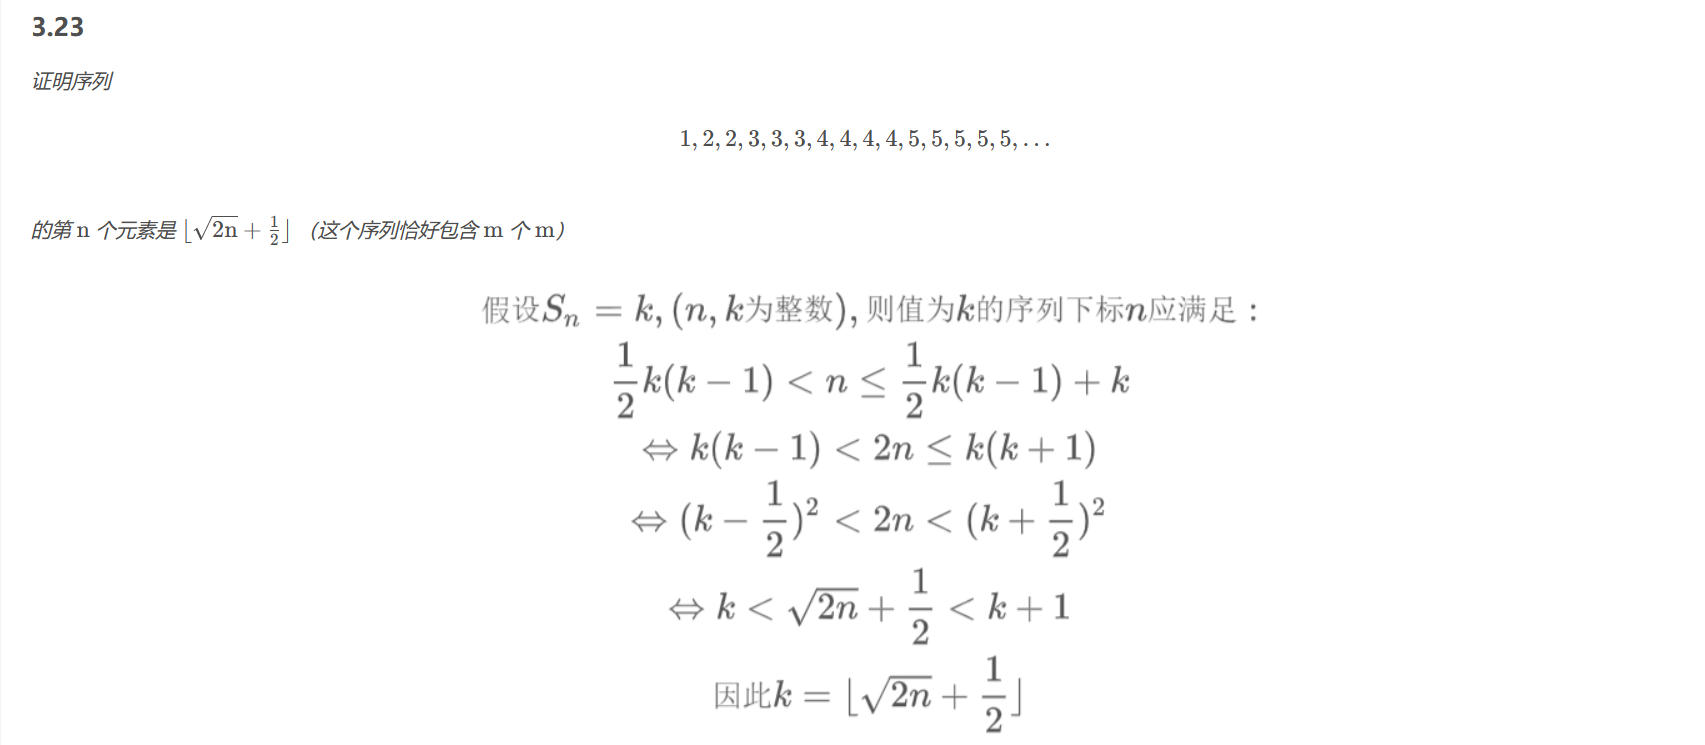 3.23
证明序列
1, 2, 2, 3, 3, 3, 4, 4, 4, 4, 5, 5, 5, 5, 5, …
的第 n 个元素是 ⌊√2n + 1/2⌋ （这个序列恰好包含 m 个 m）
假设Sₙ = k, (n, k为整数), 则值为k的序列下标n应满足：
1/2 k(k − 1) < n ≤ 1/2 k(k − 1) + k
⇔ k(k − 1) < 2n ≤ k(k + 1)
⇔ (k − 1/2)² < 2n < (k + 1/2)²
⇔ k < √2n + 1/2 < k + 1
因此k = ⌊√2n + 1/2⌋